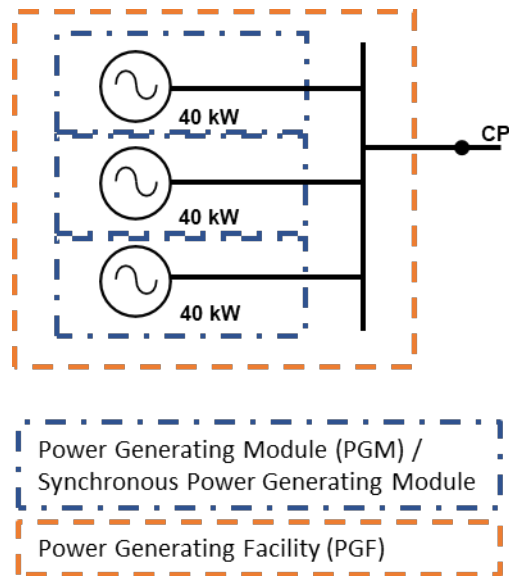 40 kW
CP
40 kW
40 kW
Power Generating Module (PGM) /
Synchronous Power Generating Module
Power Generating Facility (PGF)